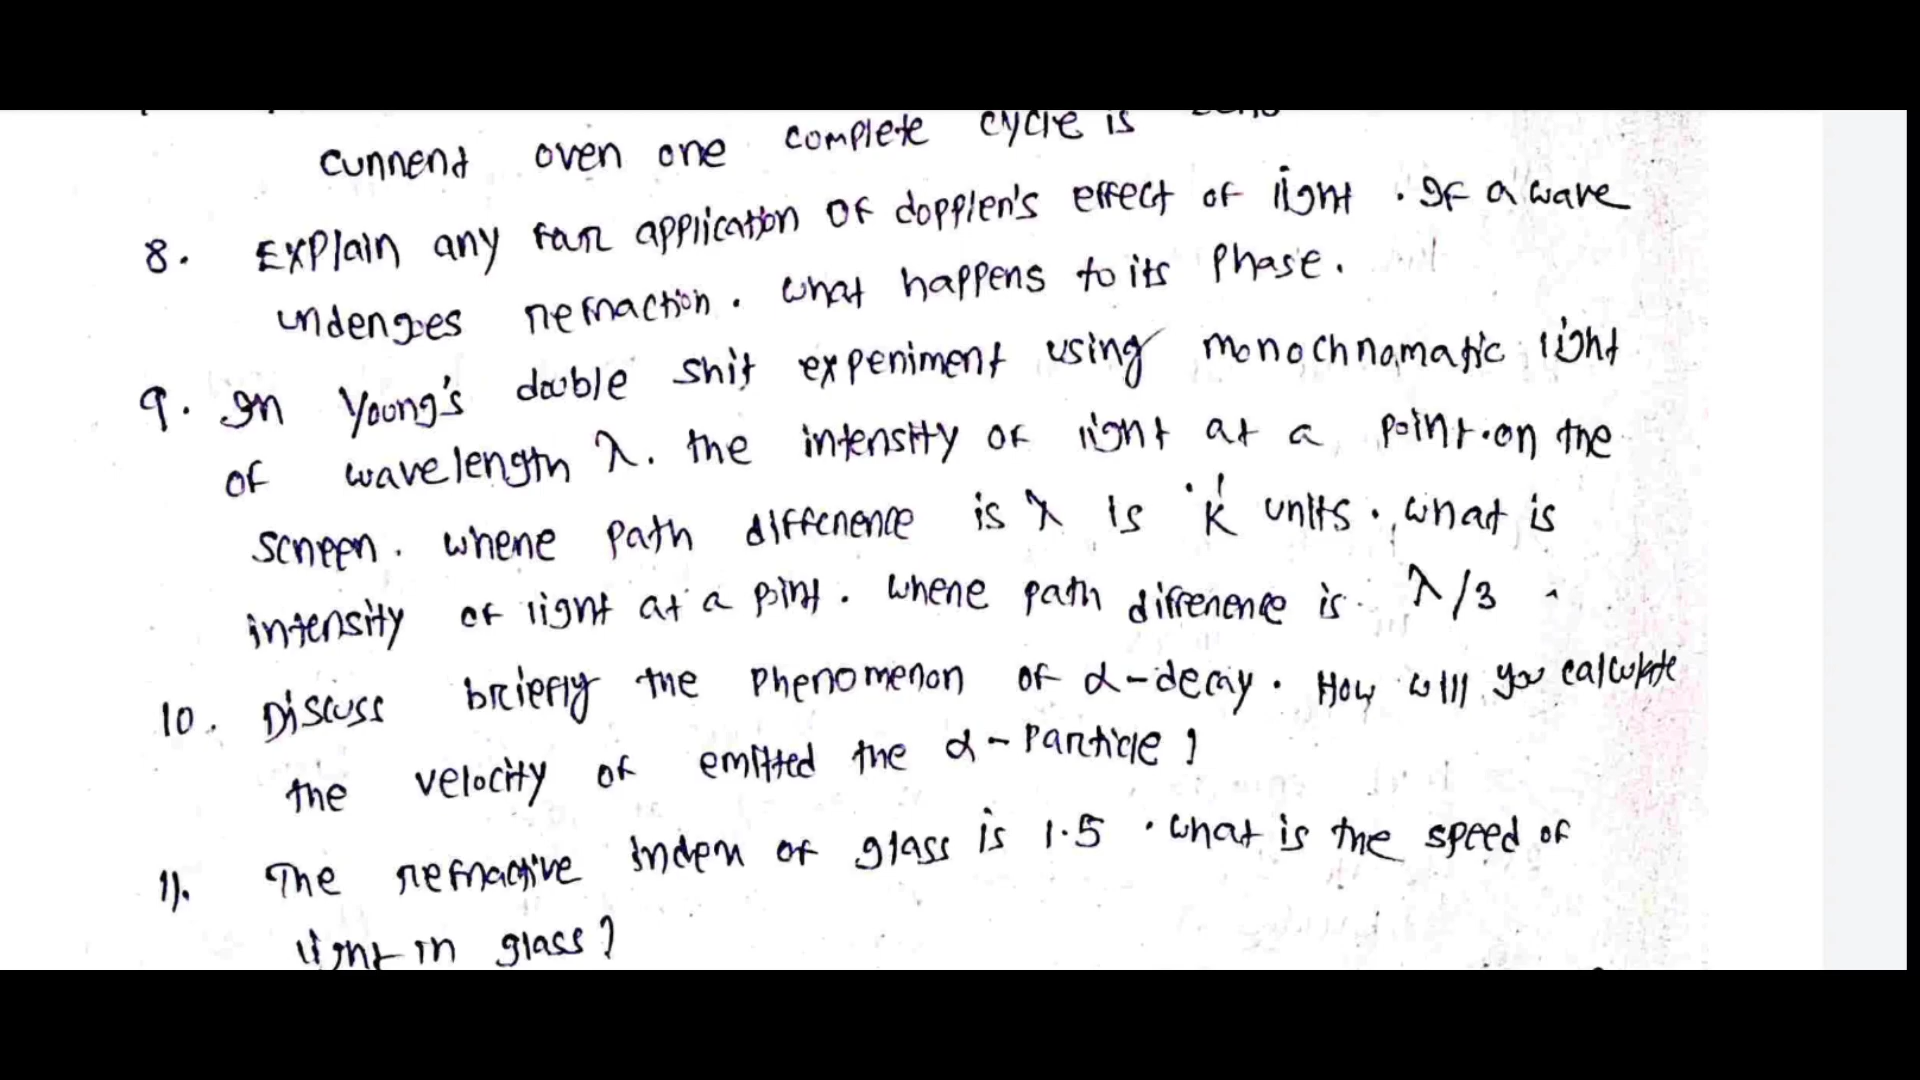 current over one complete cycle is
8. Explain any four application of doppler's effect of light. If a wave
undergoes refraction. what happens to its phase.
9. In Young's double shit experiment using monochromatic light
of wavelength λ. the intensity of light at a point on the
screen. where path difference is λ is 'k' units. what is
intensity of light at a point. where path difference is λ/3.
10. Discuss briefly the phenomenon of α-decay. How will you calculate
the velocity of emitted the α-particle?
11. The refractive index of glass is 1.5. what is the speed of
light in glass?